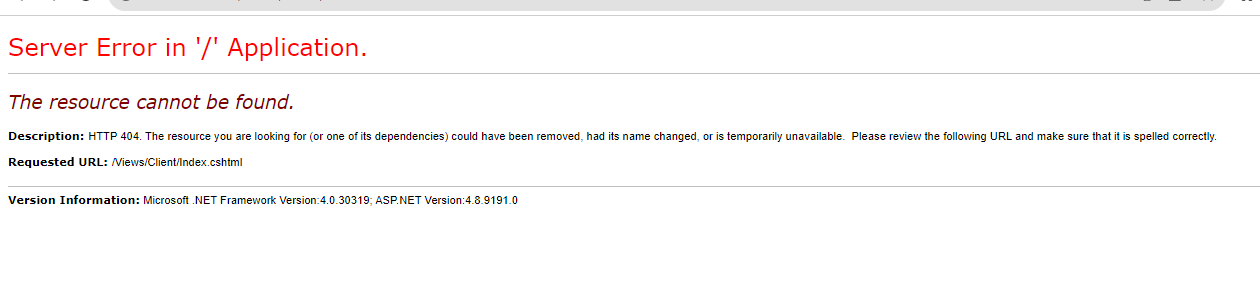 Server Error in '/' Application.
The resource cannot be found.
Description: HTTP 404. The resource you are looking for (or one of its dependencies) could have been removed, had its name changed, or is temporarily unavailable.  Please review the following URL and make sure that it is spelled correctly.
Requested URL: /Views/Client/Index.cshtml
Version Information: Microsoft .NET Framework Version:4.0.30319; ASP.NET Version:4.8.9191.0